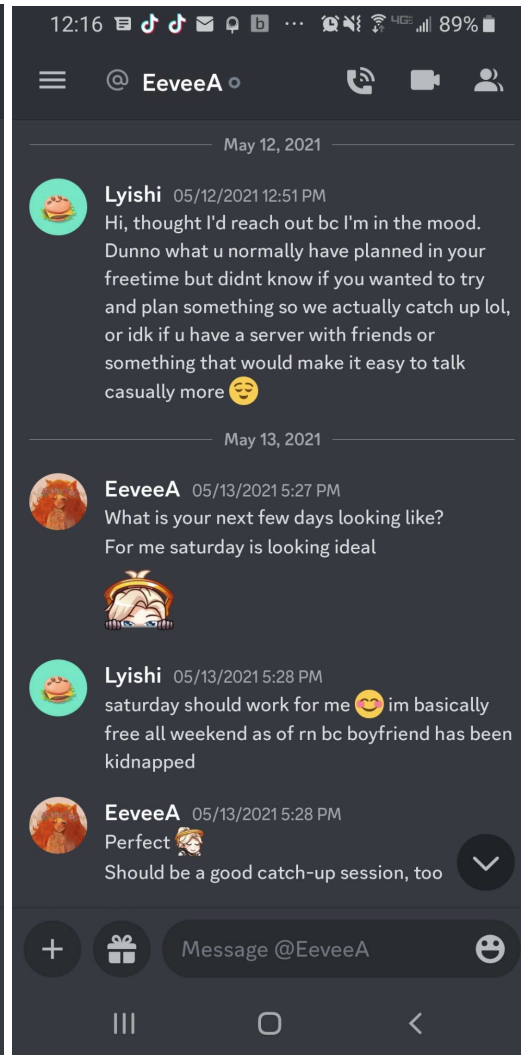 12:16 b ... 4GE 89%
@ EeveeA
May 12, 2021
Lyishi 05/12/2021 12:51 PM
Hi, thought I'd reach out bc I'm in the mood.
Dunno what u normally have planned in your
freetime but didnt know if you wanted to try
and plan something so we actually catch up lol,
or idk if u have a server with friends or
something that would make it easy to talk
casually more 😌
May 13, 2021
EeveeA 05/13/2021 5:27 PM
What is your next few days looking like?
For me saturday is looking ideal
Lyishi 05/13/2021 5:28 PM
saturday should work for me 😊 im basically
free all weekend as of rn bc boyfriend has been
kidnapped
EeveeA 05/13/2021 5:28 PM
Perfect
Should be a good catch-up session, too
Message @EeveeA